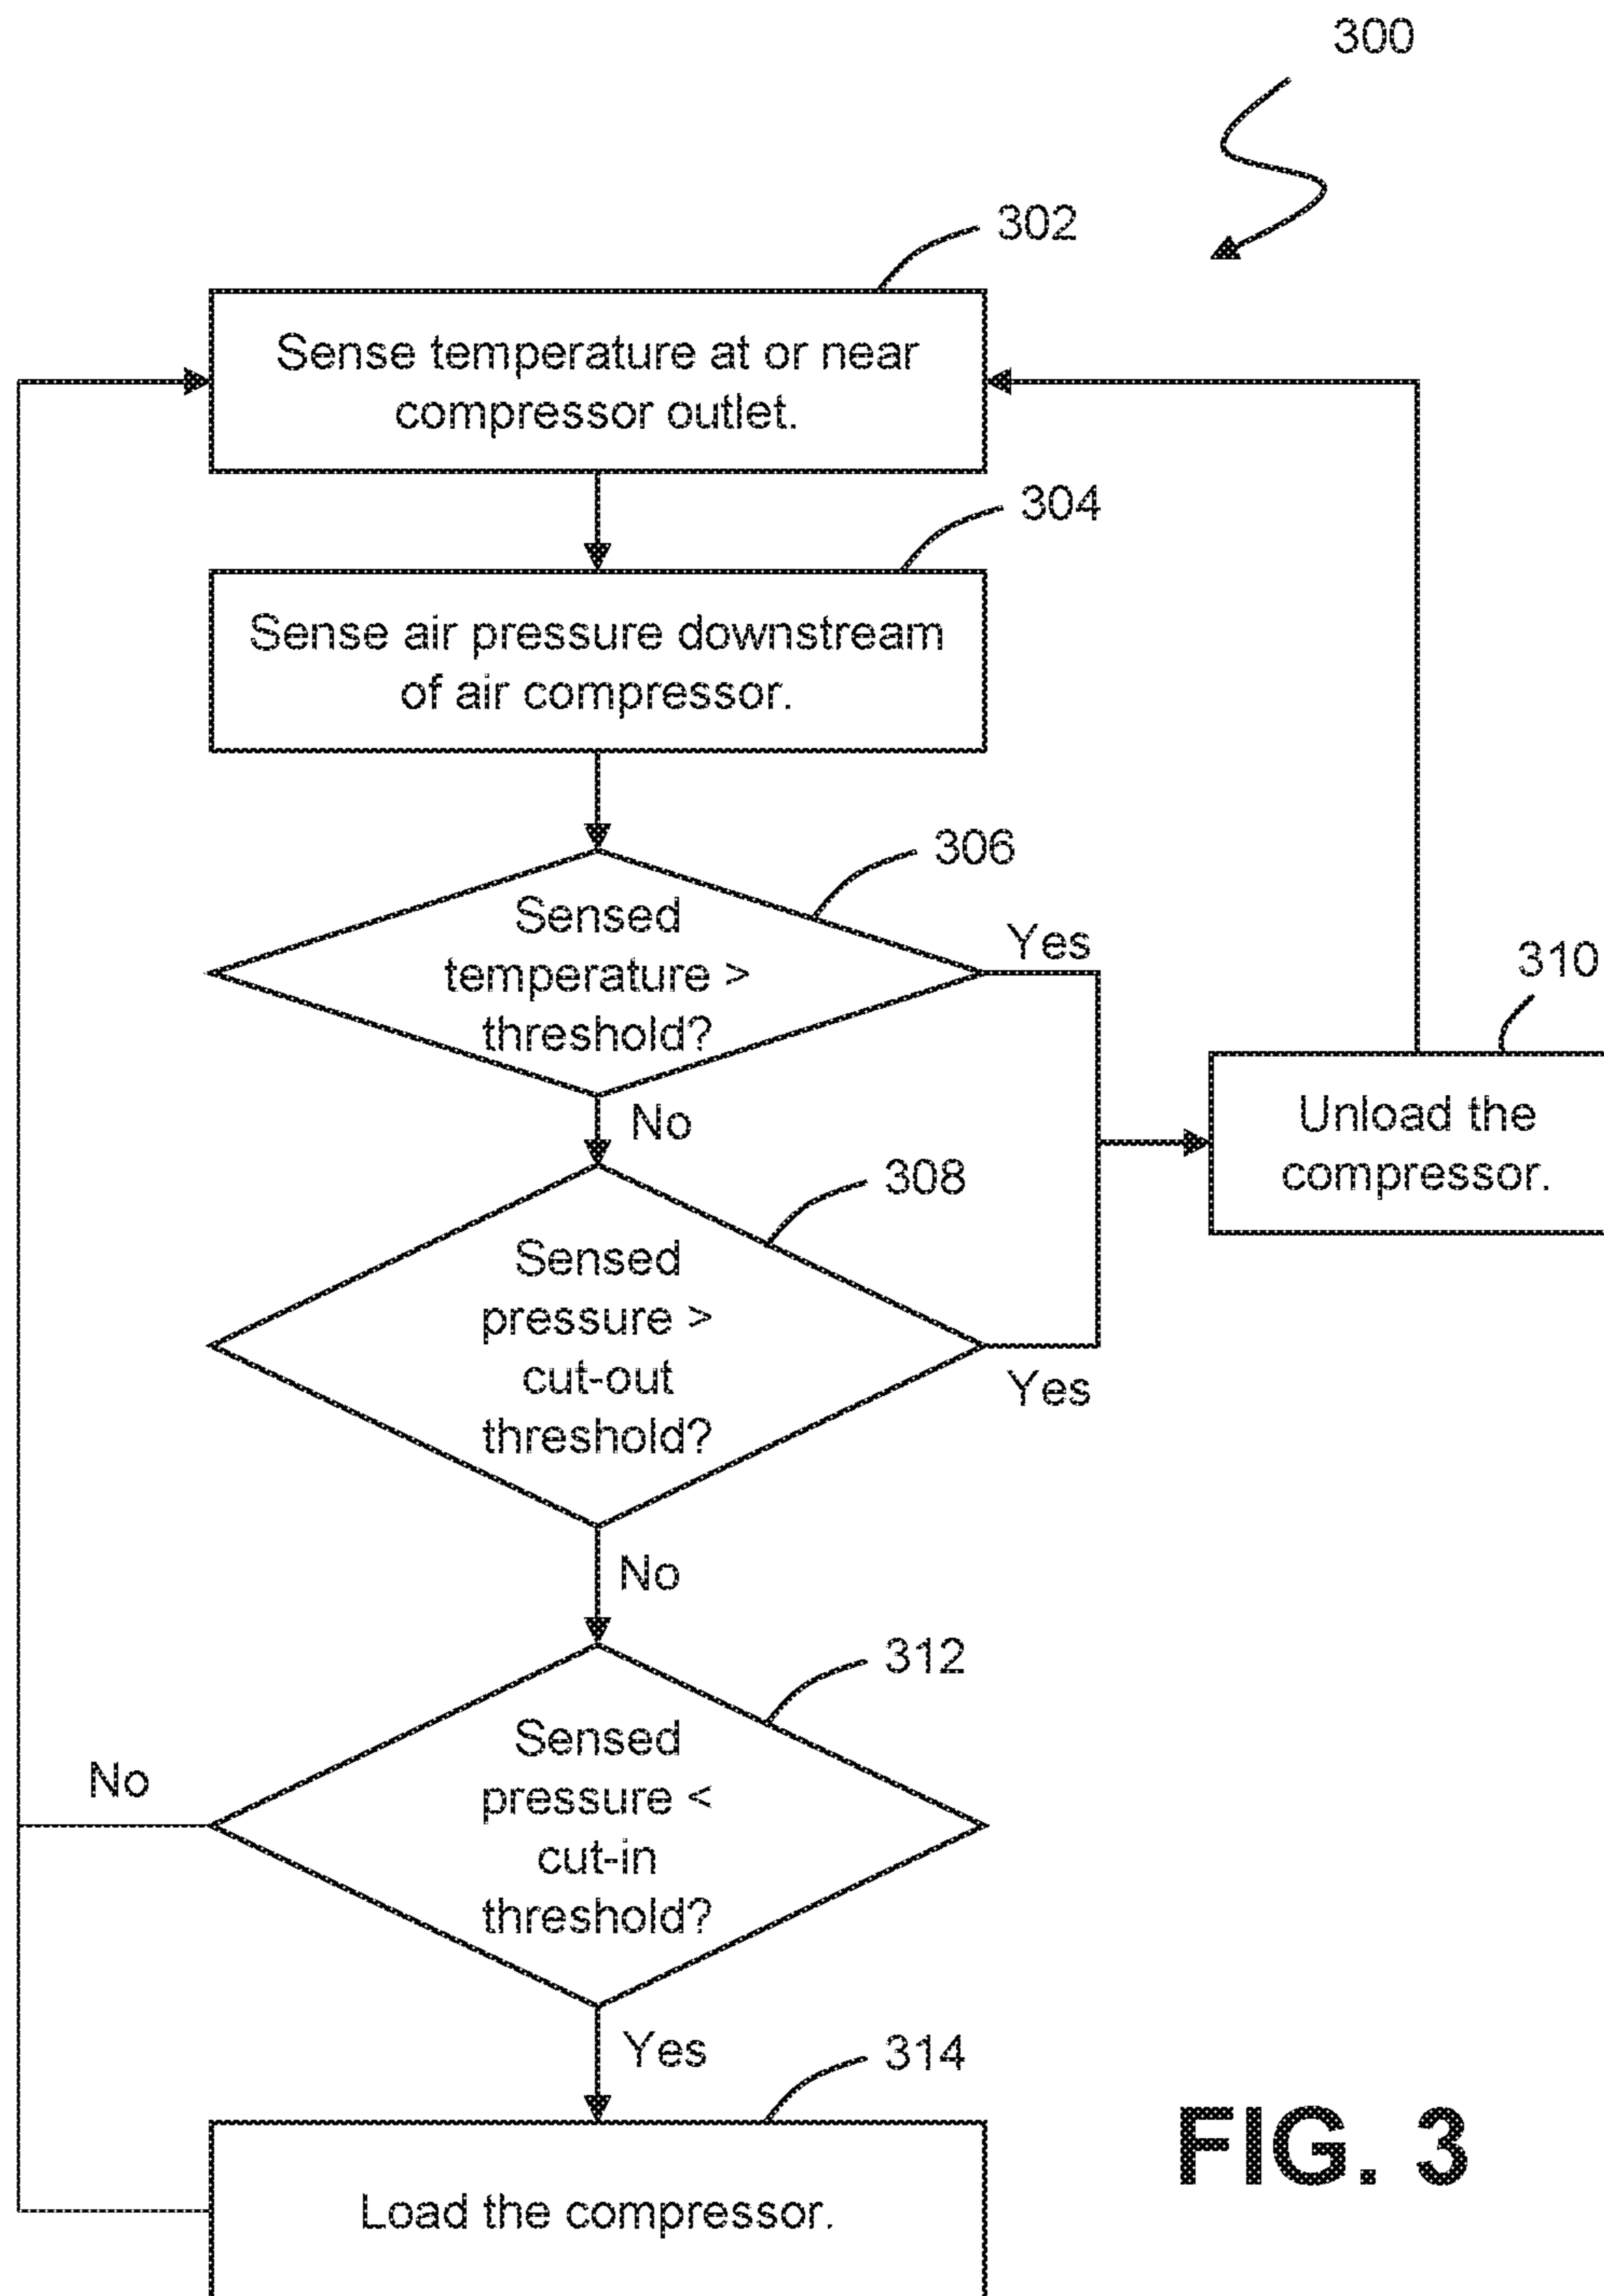 300
302
Sense temperature at or near
compressor outlet.
304
Sense air pressure downstream
of air compressor.
306
Sensed
temperature >
threshold?
Yes
310
Unload the
compressor.
No
308
Sensed
pressure >
cut-out
threshold?
Yes
No
312
Sensed
pressure <
cut-in
threshold?
No
Yes
314
Load the compressor.
FIG. 3